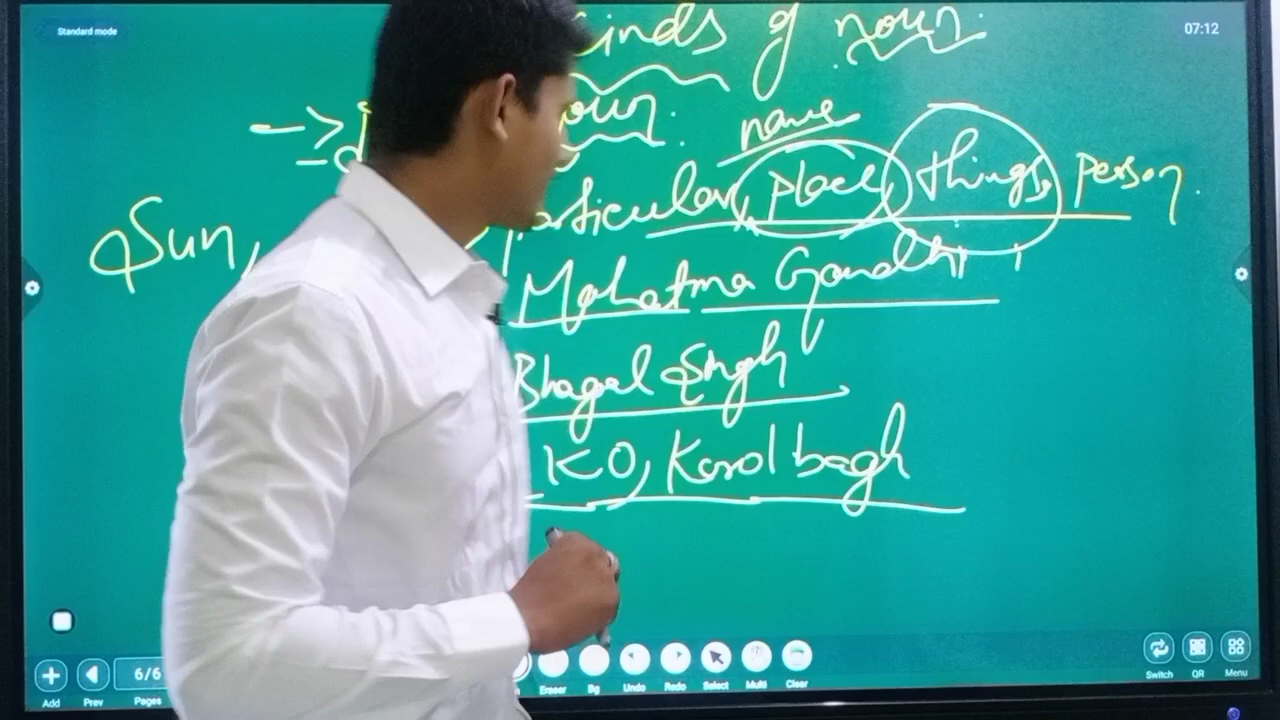 Standard mode
07:12
kinds of noun.
noun.
name
Particular, place, things, person.
Sun,
Mahatma Gandhi
Bhagat Singh
KO, Karol bagh
6/6
Add Prev Pages Eraser Bg Undo Redo Select Multi Clear Switch QR Menu